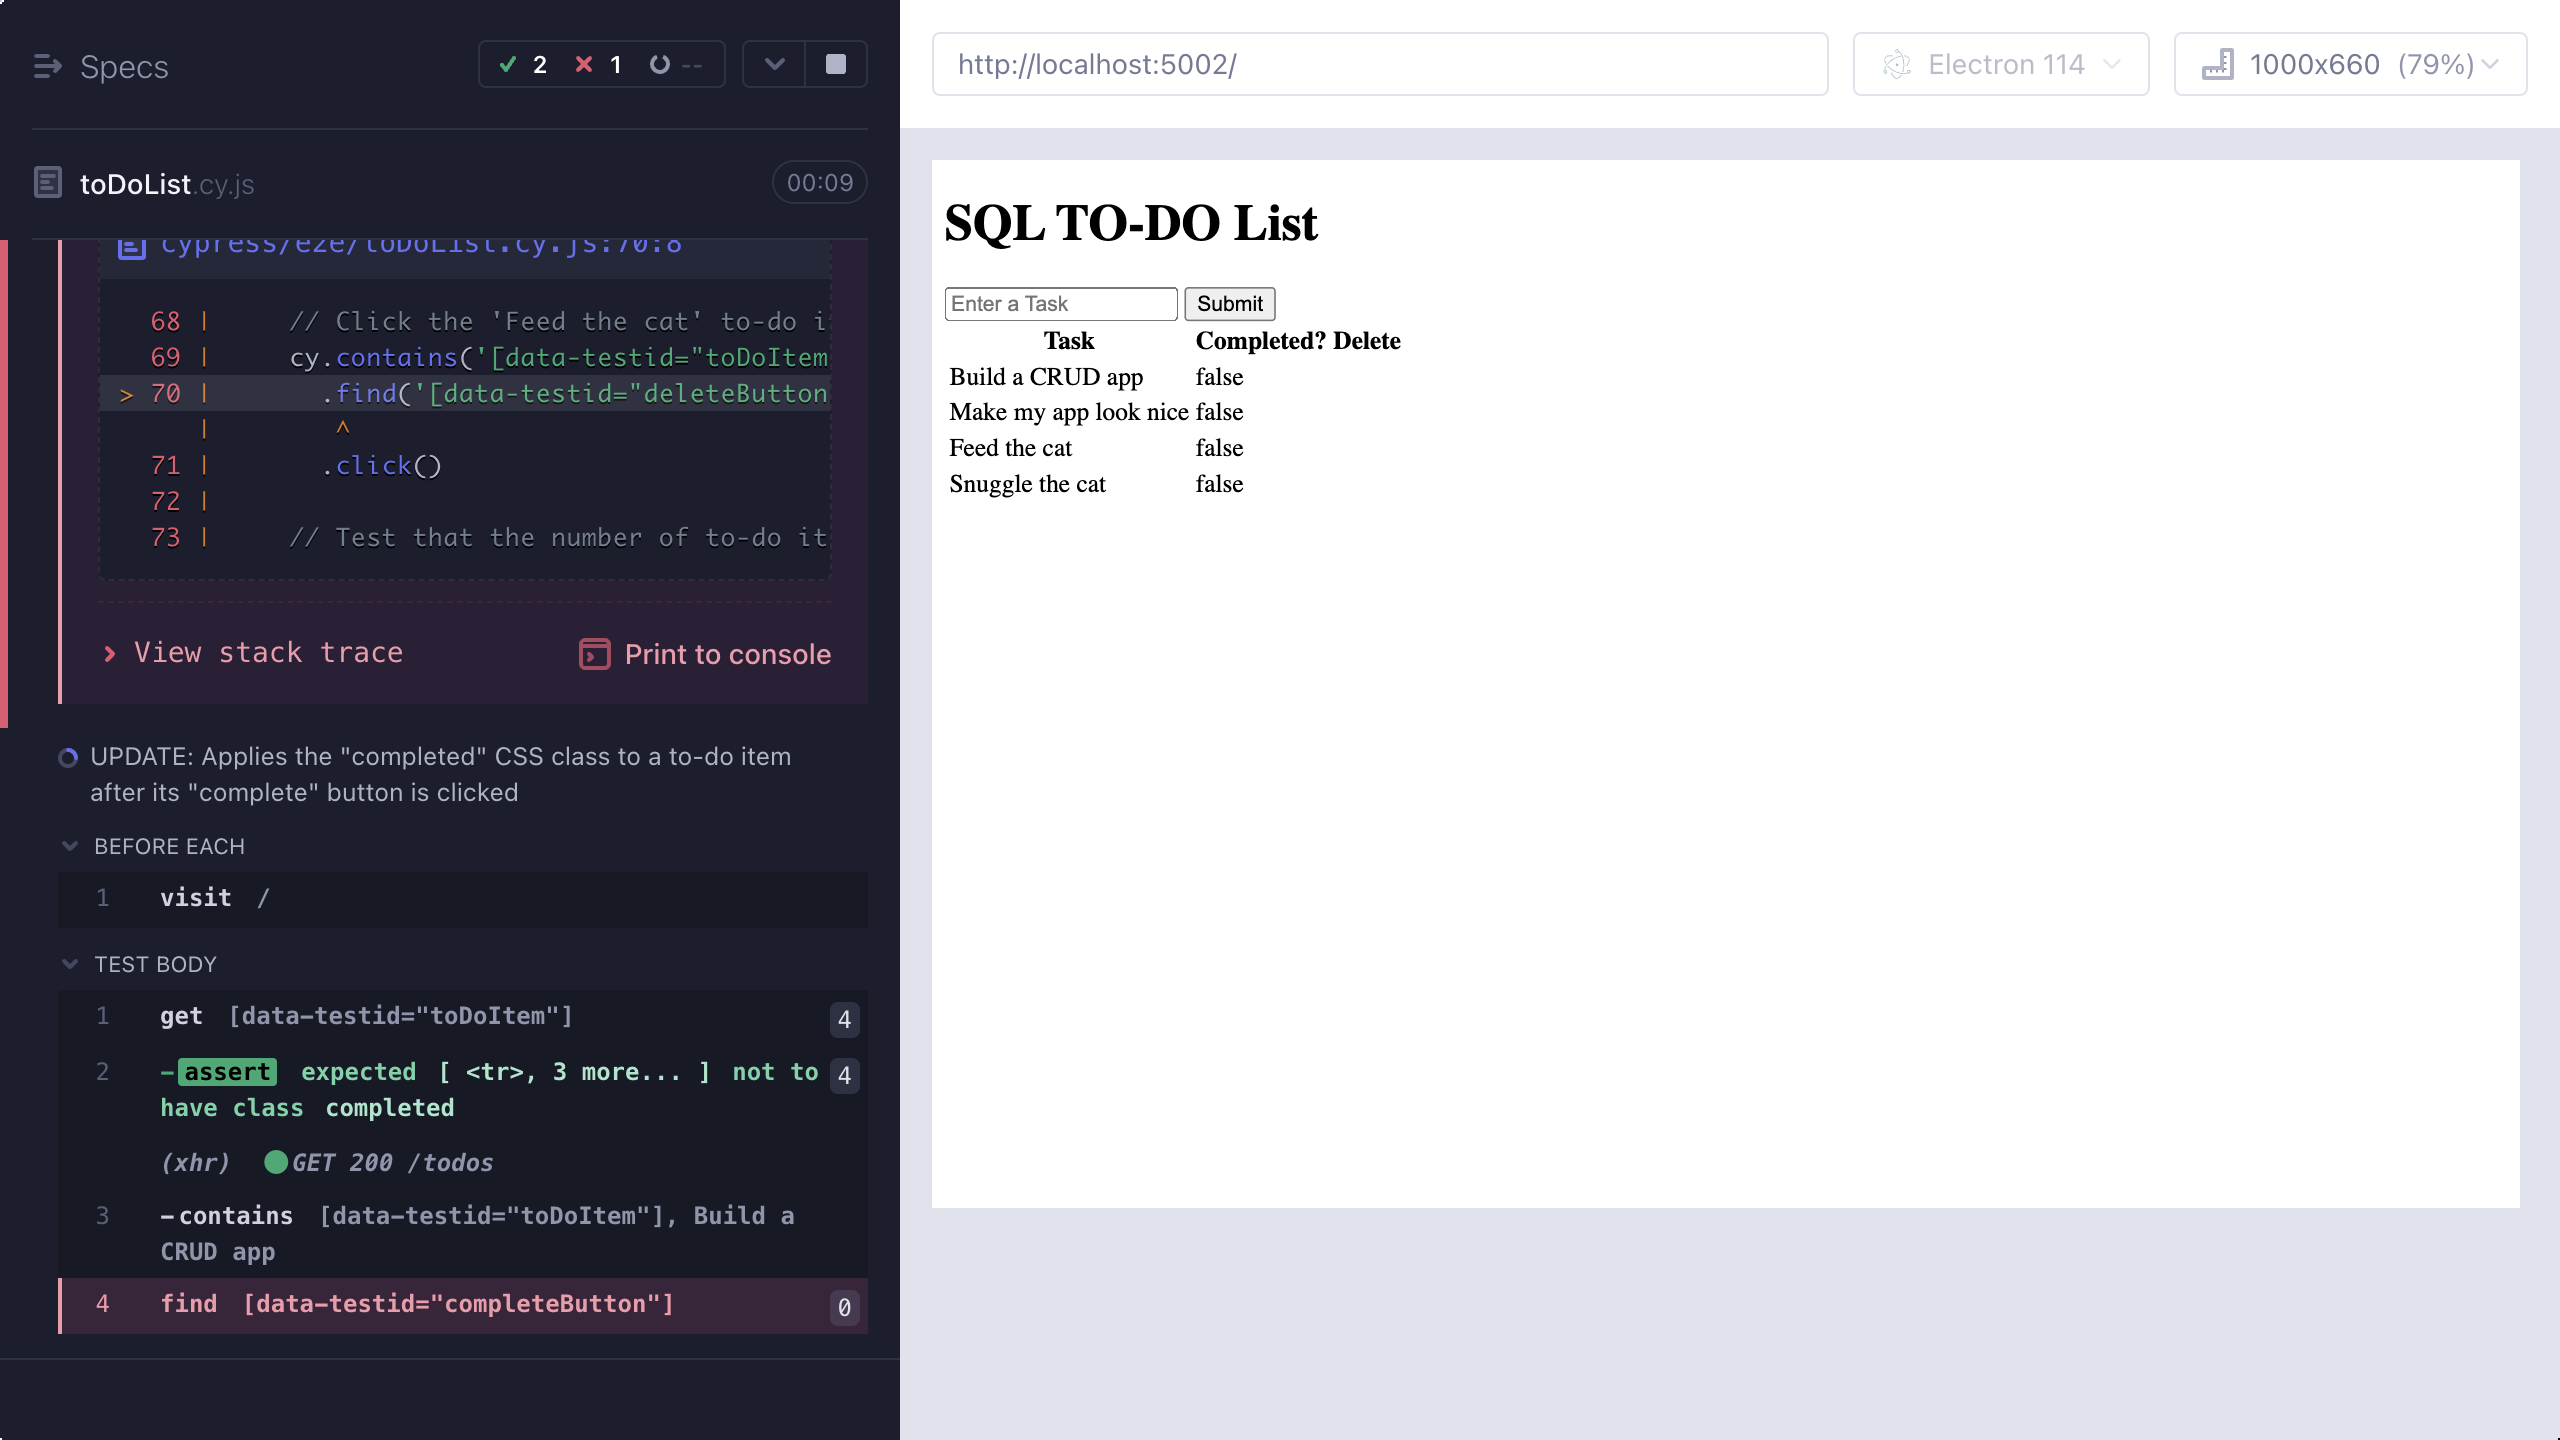 Specs
2
1
--
toDoList.cy.js
00:09
cypress/e2e/toDoList.cy.js:70:8
68 | // Click the 'Feed the cat' to-do i
69 | cy.contains('[data-testid="toDoItem
> 70 | .find('[data-testid="deleteButton
| ^
71 | .click()
72 |
73 | // Test that the number of to-do it
View stack trace
Print to console
UPDATE: Applies the "completed" CSS class to a to-do item
after its "complete" button is clicked
BEFORE EACH
1 visit /
TEST BODY
1 get [data-testid="toDoItem"] 4
2 -assert expected [ <tr>, 3 more... ] not to 4
have class completed
(xhr) GET 200 /todos
3 -contains [data-testid="toDoItem"], Build a
CRUD app
4 find [data-testid="completeButton"] 0
http://localhost:5002/
Electron 114
1000x660 (79%)
SQL TO-DO List
Enter a Task Submit
Task Completed? Delete
Build a CRUD app false
Make my app look nice false
Feed the cat false
Snuggle the cat false